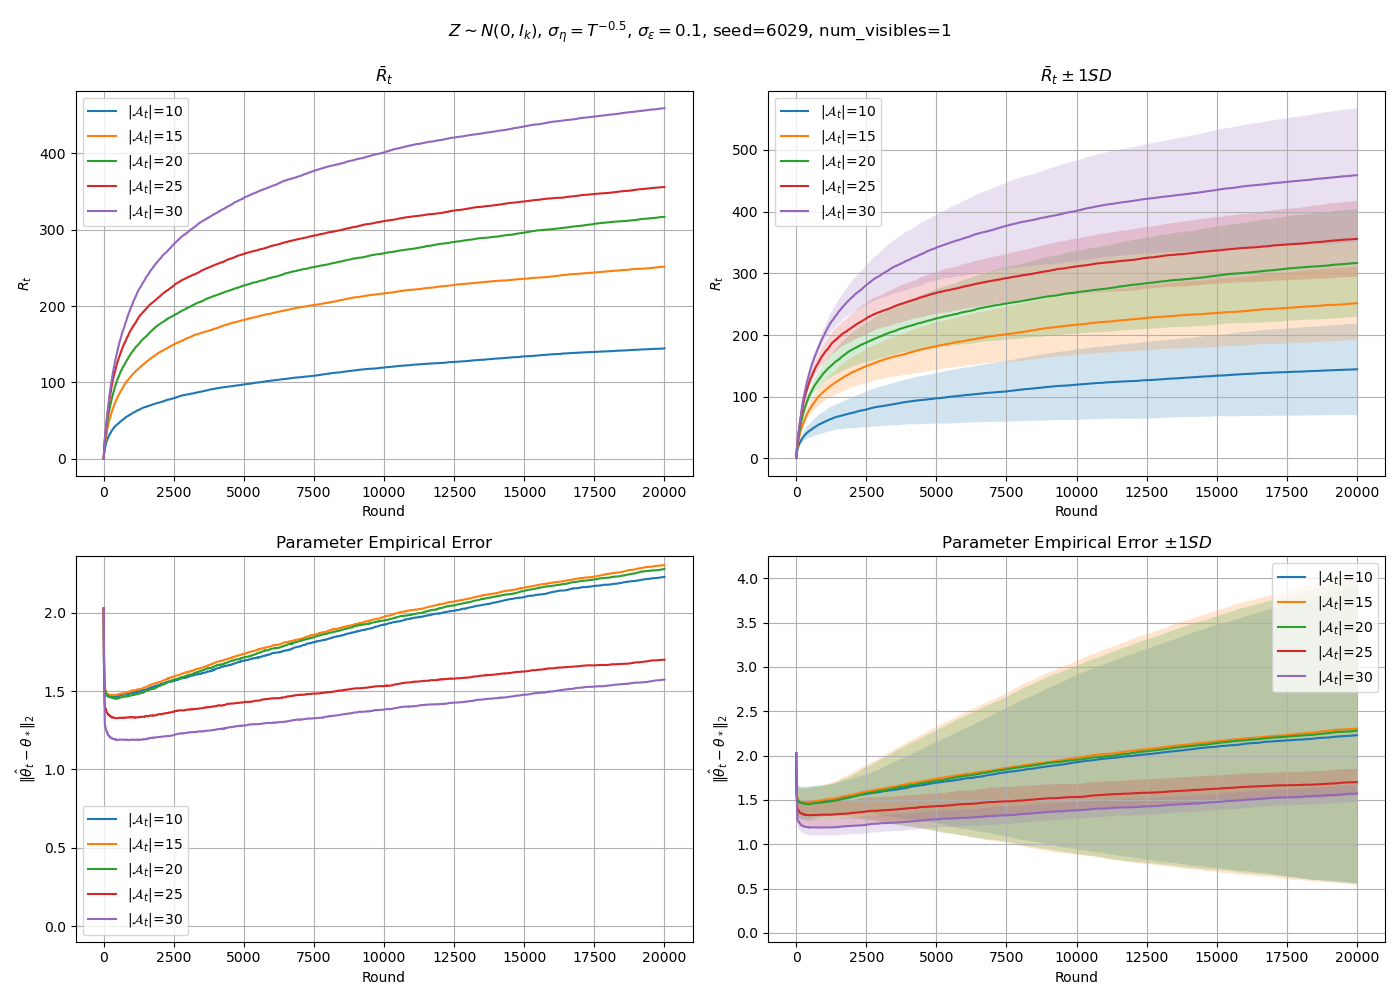 Z ∼ N(0, I_k), σ_η = T^{−0.5}, σ_ε = 0.1, seed=6029, num_visibles=1
R̄_t
|𝒜_t|=10
|𝒜_t|=15
|𝒜_t|=20
|𝒜_t|=25
|𝒜_t|=30
R_t
400
300
200
100
0
0 2500 5000 7500 10000 12500 15000 17500 20000
Round
R̄_t ± 1SD
|𝒜_t|=10
|𝒜_t|=15
|𝒜_t|=20
|𝒜_t|=25
|𝒜_t|=30
R_t
500
400
300
200
100
0
0 2500 5000 7500 10000 12500 15000 17500 20000
Round
Parameter Empirical Error
‖θ̂_t − θ_*‖_2
2.0
1.5
1.0
0.5
0.0
|𝒜_t|=10
|𝒜_t|=15
|𝒜_t|=20
|𝒜_t|=25
|𝒜_t|=30
0 2500 5000 7500 10000 12500 15000 17500 20000
Round
Parameter Empirical Error ±1SD
|𝒜_t|=10
|𝒜_t|=15
|𝒜_t|=20
|𝒜_t|=25
|𝒜_t|=30
‖θ̂_t − θ_*‖_2
4.0
3.5
3.0
2.5
2.0
1.5
1.0
0.5
0.0
0 2500 5000 7500 10000 12500 15000 17500 20000
Round